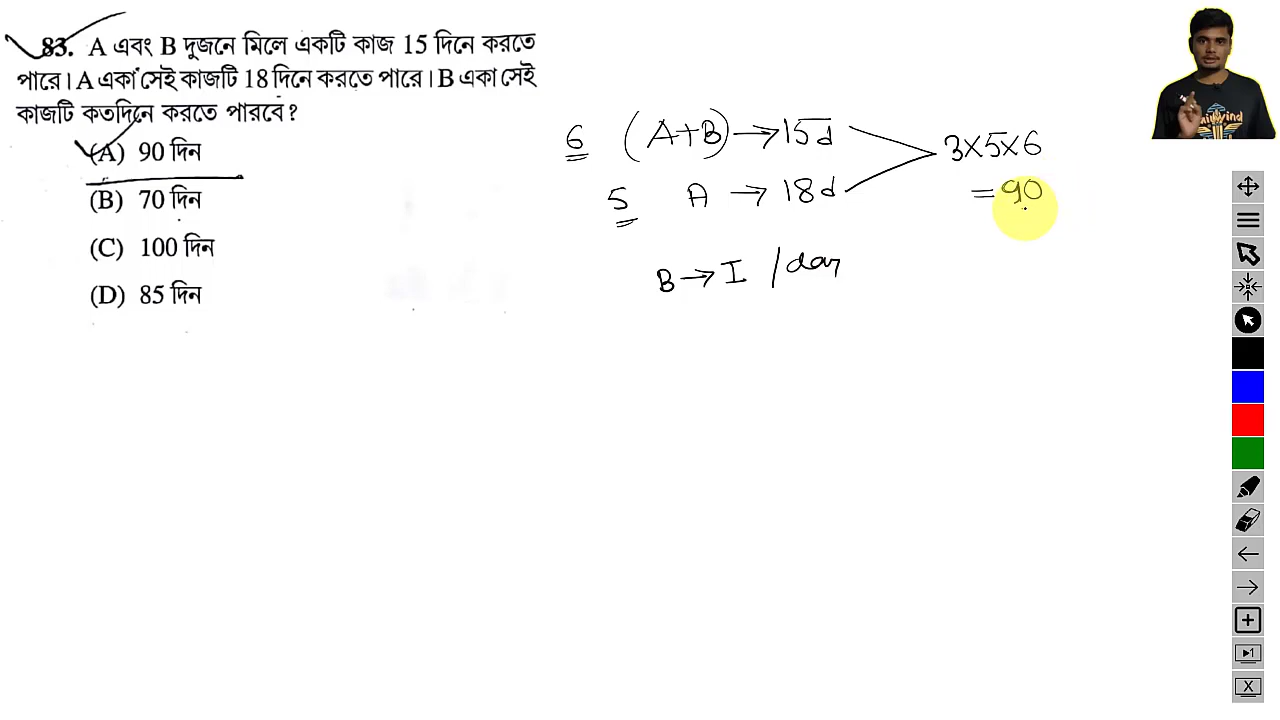 83. A এবং B দুজনে মিলে একটি কাজ 15 দিনে করতে
পারে। A একা সেই কাজটি 18 দিনে করতে পারে। B একা সেই
কাজটি কতদিনে করতে পারবে?
(A) 90 দিন
(B) 70 দিন
(C) 100 দিন
(D) 85 দিন
6 (A+B) → 15d
5 A → 18d
3×5×6
= 90
B → 1 /day